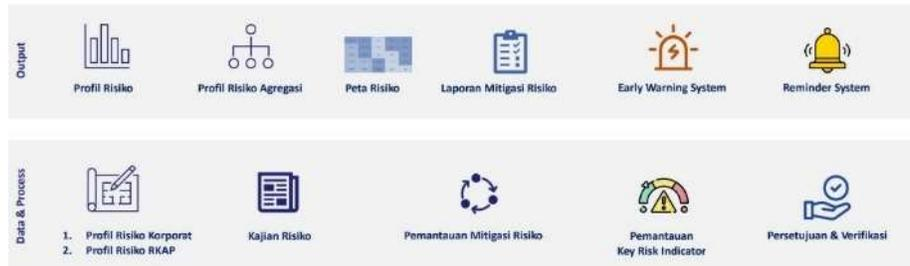 Output
Profil Risiko
Profil Risiko Agregasi
Peta Risiko
Laporan Mitigasi Risiko
Early Warning System
Reminder System
Data & Process
1. Profil Risiko Korporat
2. Profil Risiko RKAP
Kajian Risiko
Pemantauan Mitigasi Risiko
Pemantauan
Key Risk Indicator
Persetujuan & Verifikasi